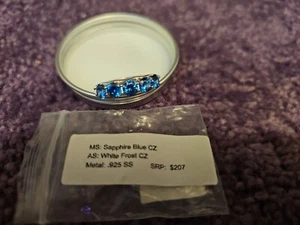 MS: Sapphire Blue CZ
AS: White Frost CZ
Metal: .925 SS SRP: $207